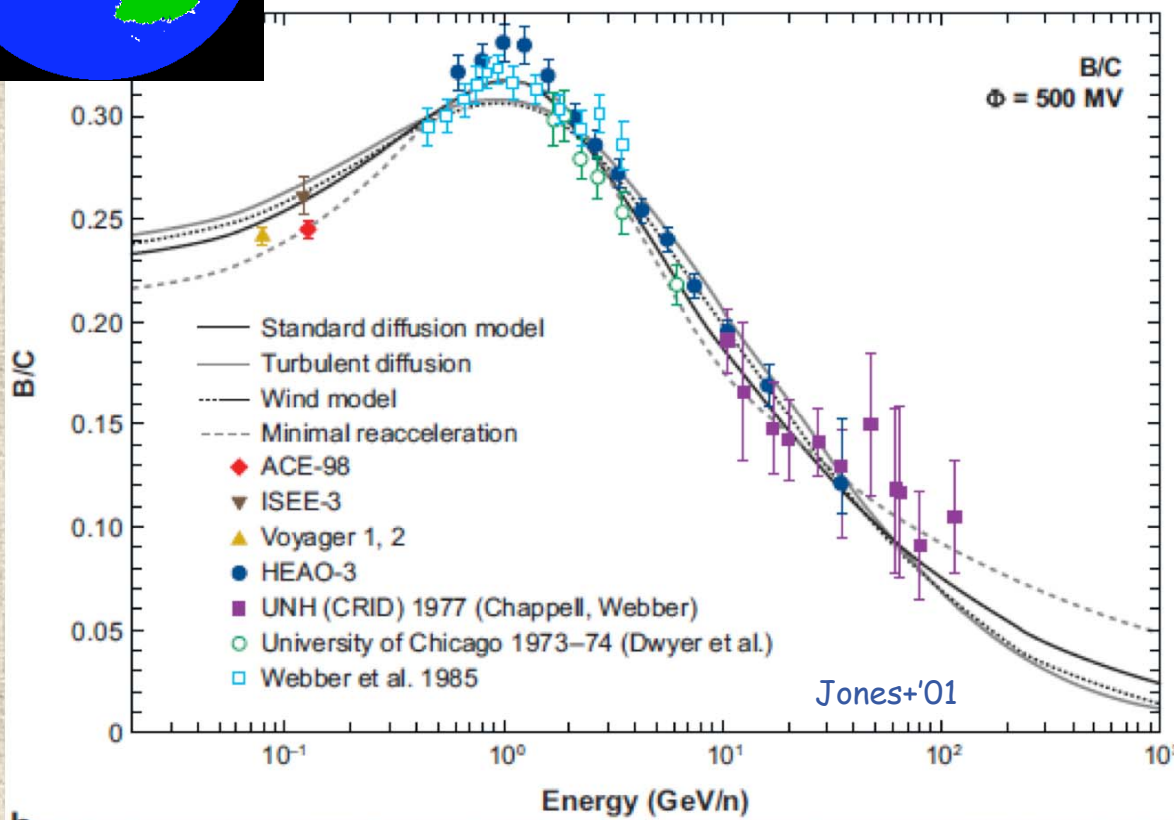 B/C
Φ = 500 MV
0.30
0.25
0.20
0.15
0.10
0.05
0
B/C
Standard diffusion model
Turbulent diffusion
Wind model
Minimal reacceleration
ACE-98
ISEE-3
Voyager 1, 2
HEAO-3
UNH (CRID) 1977 (Chappell, Webber)
University of Chicago 1973–74 (Dwyer et al.)
Webber et al. 1985
Jones+'01
10⁻¹
10⁰
10¹
10²
Energy (GeV/n)